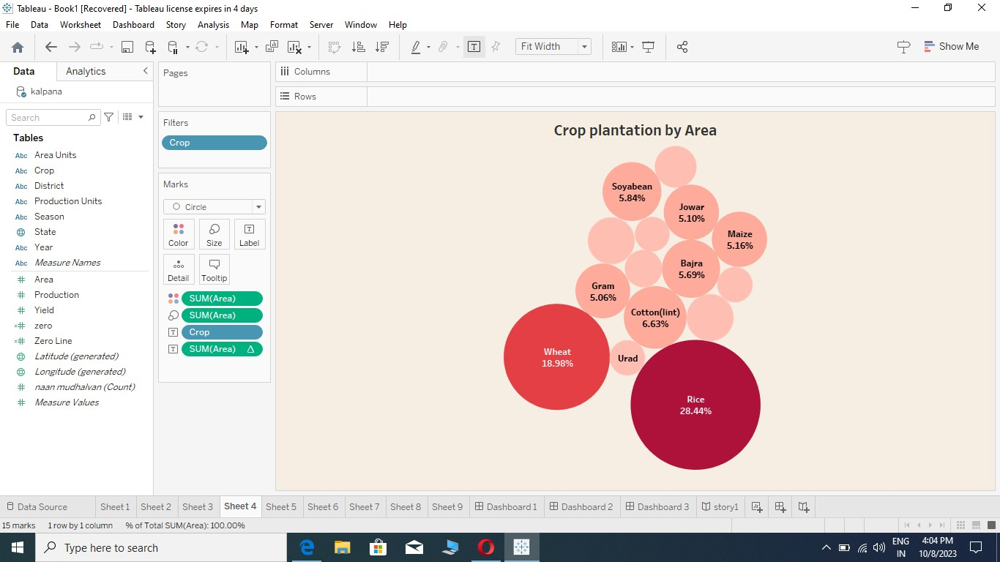 Tableau - Book1 [Recovered] - Tableau license expires in 4 days
File Data Worksheet Dashboard Story Analysis Map Format Server Window Help
Fit Width
Show Me
Data Analytics
kalpana
Search
Tables
Abc Area Units
Abc Crop
Abc District
Abc Production Units
Abc Season
State
Abc Year
Abc Measure Names
Area
Production
Yield
zero
Zero Line
Latitude (generated)
Longitude (generated)
naan mudhalvan (Count)
Measure Values
Pages
Filters
Crop
Marks
Circle
Color Size Label
Detail Tooltip
SUM(Area)
SUM(Area)
Crop
SUM(Area)
Columns
Rows
Crop plantation by Area
Soyabean
5.84%
Jowar
5.10%
Maize
5.16%
Bajra
5.69%
Gram
5.06%
Cotton(lint)
6.63%
Wheat
18.98%
Urad
Rice
28.44%
Data Source Sheet 1 Sheet 2 Sheet 3 Sheet 4 Sheet 5 Sheet 6 Sheet 7 Sheet 8 Sheet 9 Dashboard 1 Dashboard 2 Dashboard 3 story1
15 marks 1 row by 1 column % of Total SUM(Area): 100.00%
Type here to search
ENG
IN
4:04 PM
10/8/2023